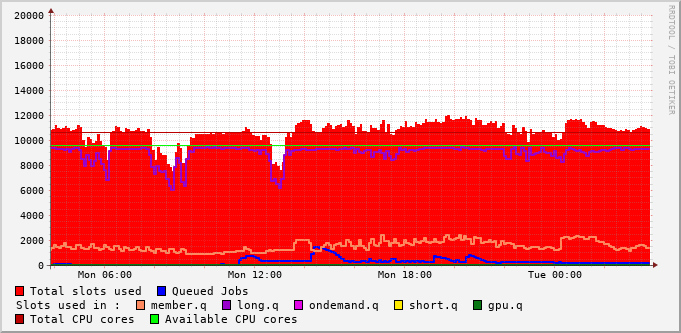 20000
18000
16000
14000
12000
10000
8000
6000
4000
2000
0
Mon 06:00 Mon 12:00 Mon 18:00 Tue 00:00
RRDTOOL / TOBI OETIKER
Total slots used Queued Jobs
Slots used in : member.q long.q ondemand.q short.q gpu.q
Total CPU cores Available CPU cores